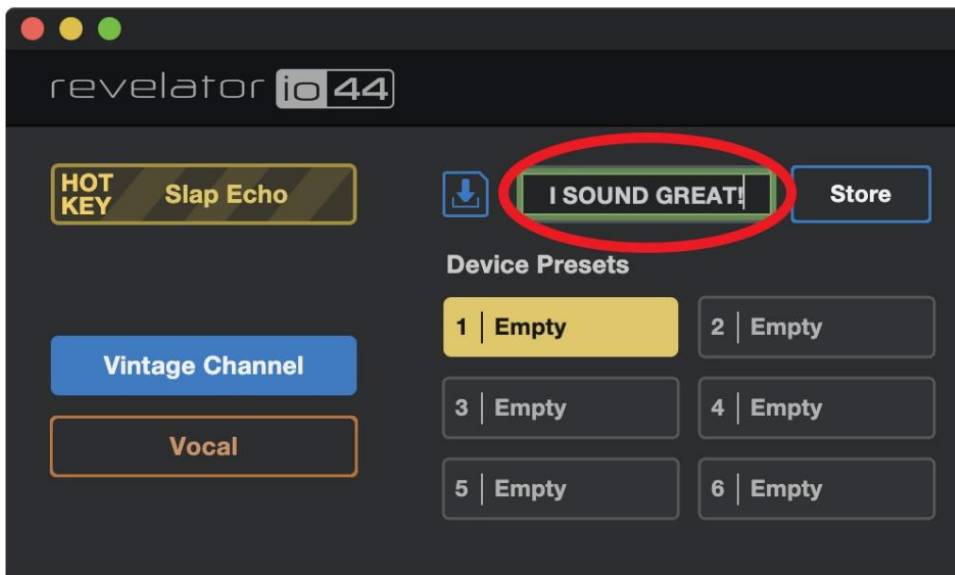 revelator io 44
HOT KEY
Slap Echo
I SOUND GREAT!
Store
Device Presets
1 | Empty
2 | Empty
Vintage Channel
3 | Empty
4 | Empty
Vocal
5 | Empty
6 | Empty